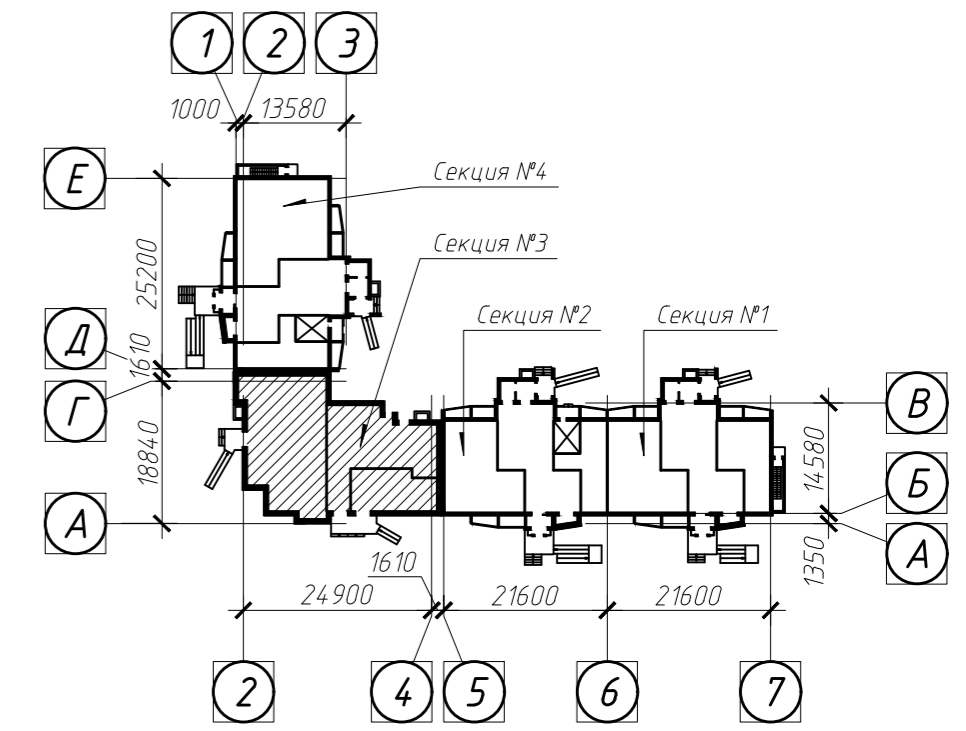 1 2 3
1000 13580
Е
Секция №4
Секция №3
25200
Секция №2 Секция №1
Д
1610
Г
В
18840
14580
Б
А
А
1350
1610
24900 21600 21600
2 4 5 6 7